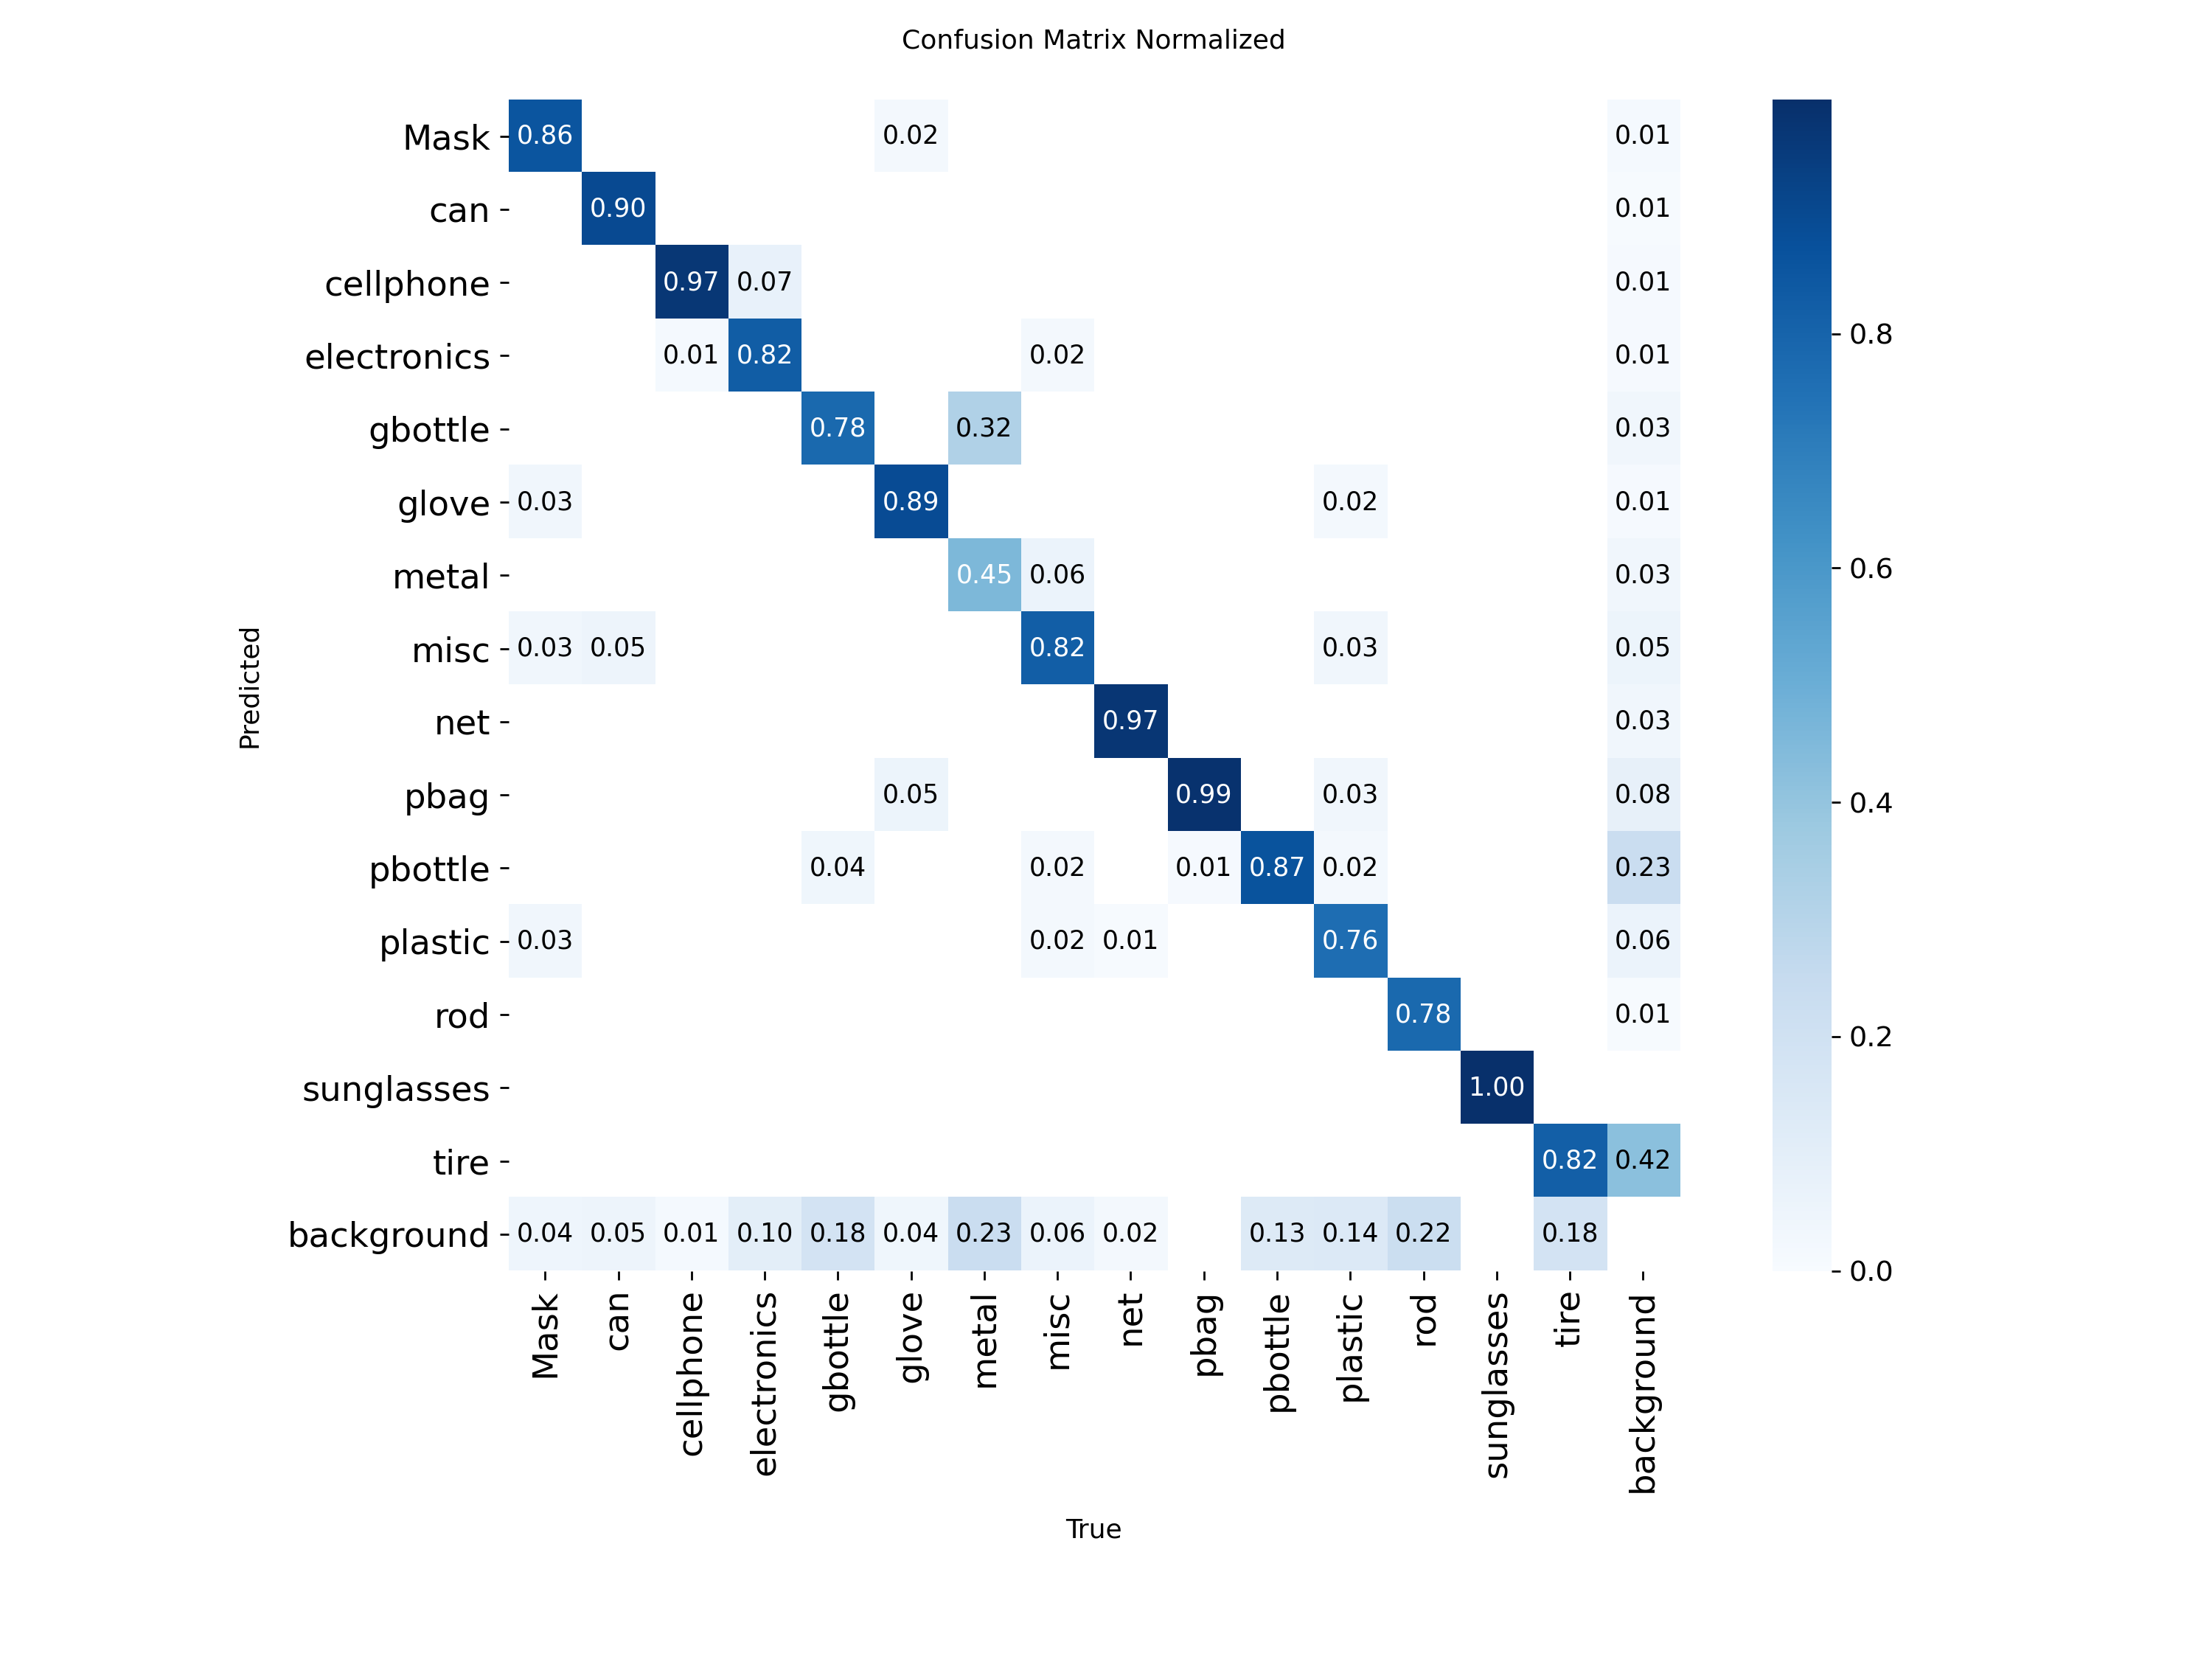 Confusion Matrix Normalized
Mask 0.86 0.02 0.01
can 0.90 0.01
cellphone 0.97 0.07 0.01
electronics 0.01 0.82 0.02 0.01
gbottle 0.78 0.32 0.03
glove 0.03 0.89 0.02 0.01
metal 0.45 0.06 0.03
misc 0.03 0.05 0.82 0.03 0.05
net 0.97 0.03
pbag 0.05 0.99 0.03 0.08
pbottle 0.04 0.02 0.01 0.87 0.02 0.23
plastic 0.03 0.02 0.01 0.76 0.06
rod 0.78 0.01
sunglasses 1.00
tire 0.82 0.42
background 0.04 0.05 0.01 0.10 0.18 0.04 0.23 0.06 0.02 0.13 0.14 0.22 0.18
Predicted
Mask
can
cellphone
electronics
gbottle
glove
metal
misc
net
pbag
pbottle
plastic
rod
sunglasses
tire
background
True
0.8
0.6
0.4
0.2
0.0